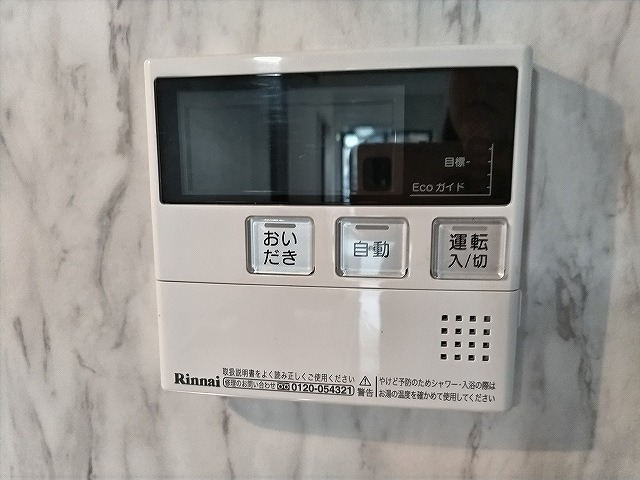 目標-
Ecoガイド
おい
だき
自動
運転
入/切
Rinnai
取扱説明書をよく読み正しくご使用ください
修理のお問い合わせ 0120-054321
警告
やけど予防のためシャワー・入浴の際は
お湯の温度を確かめて使用してください